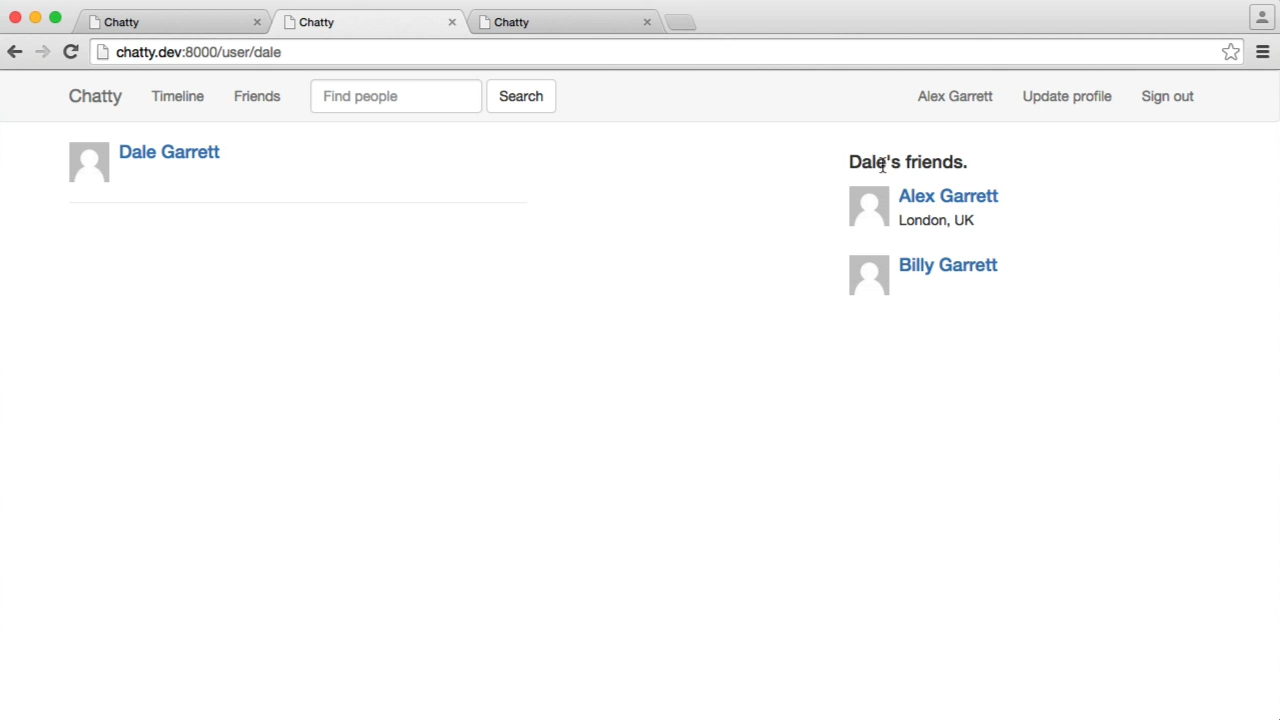 Chatty Chatty Chatty
chatty.dev:8000/user/dale
Chatty Timeline Friends Find people Search Alex Garrett Update profile Sign out
Dale Garrett
Dale's friends.
Alex Garrett
London, UK
Billy Garrett